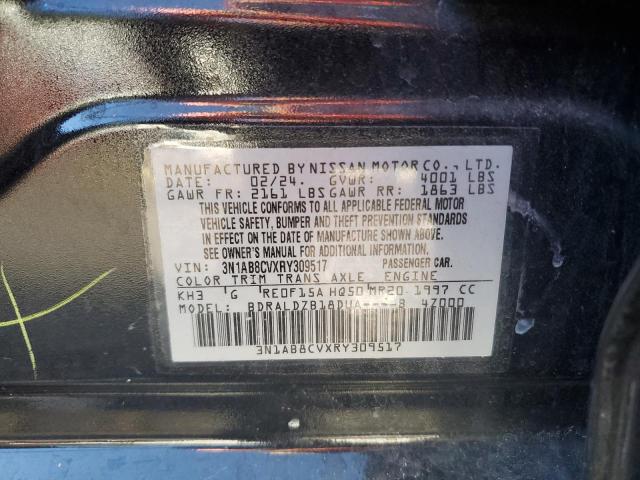 MANUFACTURED BY NISSAN MOTOR CO., LTD.
DATE: 02/24. GVWR: 4001 LBS
GAWR FR: 2161 LBS GAWR RR: 1863 LBS
THIS VEHICLE CONFORMS TO ALL APPLICABLE FEDERAL MOTOR
VEHICLE SAFETY, BUMPER AND THEFT PREVENTION STANDARDS
IN EFFECT ON THE DATE OF MANUFACTURE SHOWN ABOVE.
SEE OWNER'S MANUAL FOR ADDITIONAL INFORMATION.
VIN: 3N1AB8CVXRY309517 PASSENGER CAR.
COLOR TRIM TRANS AXLE ENGINE
KH3 G RE0F15A HQ50 MR20 1997 CC
MODEL: 47000
3N1AB8CVXRY309517